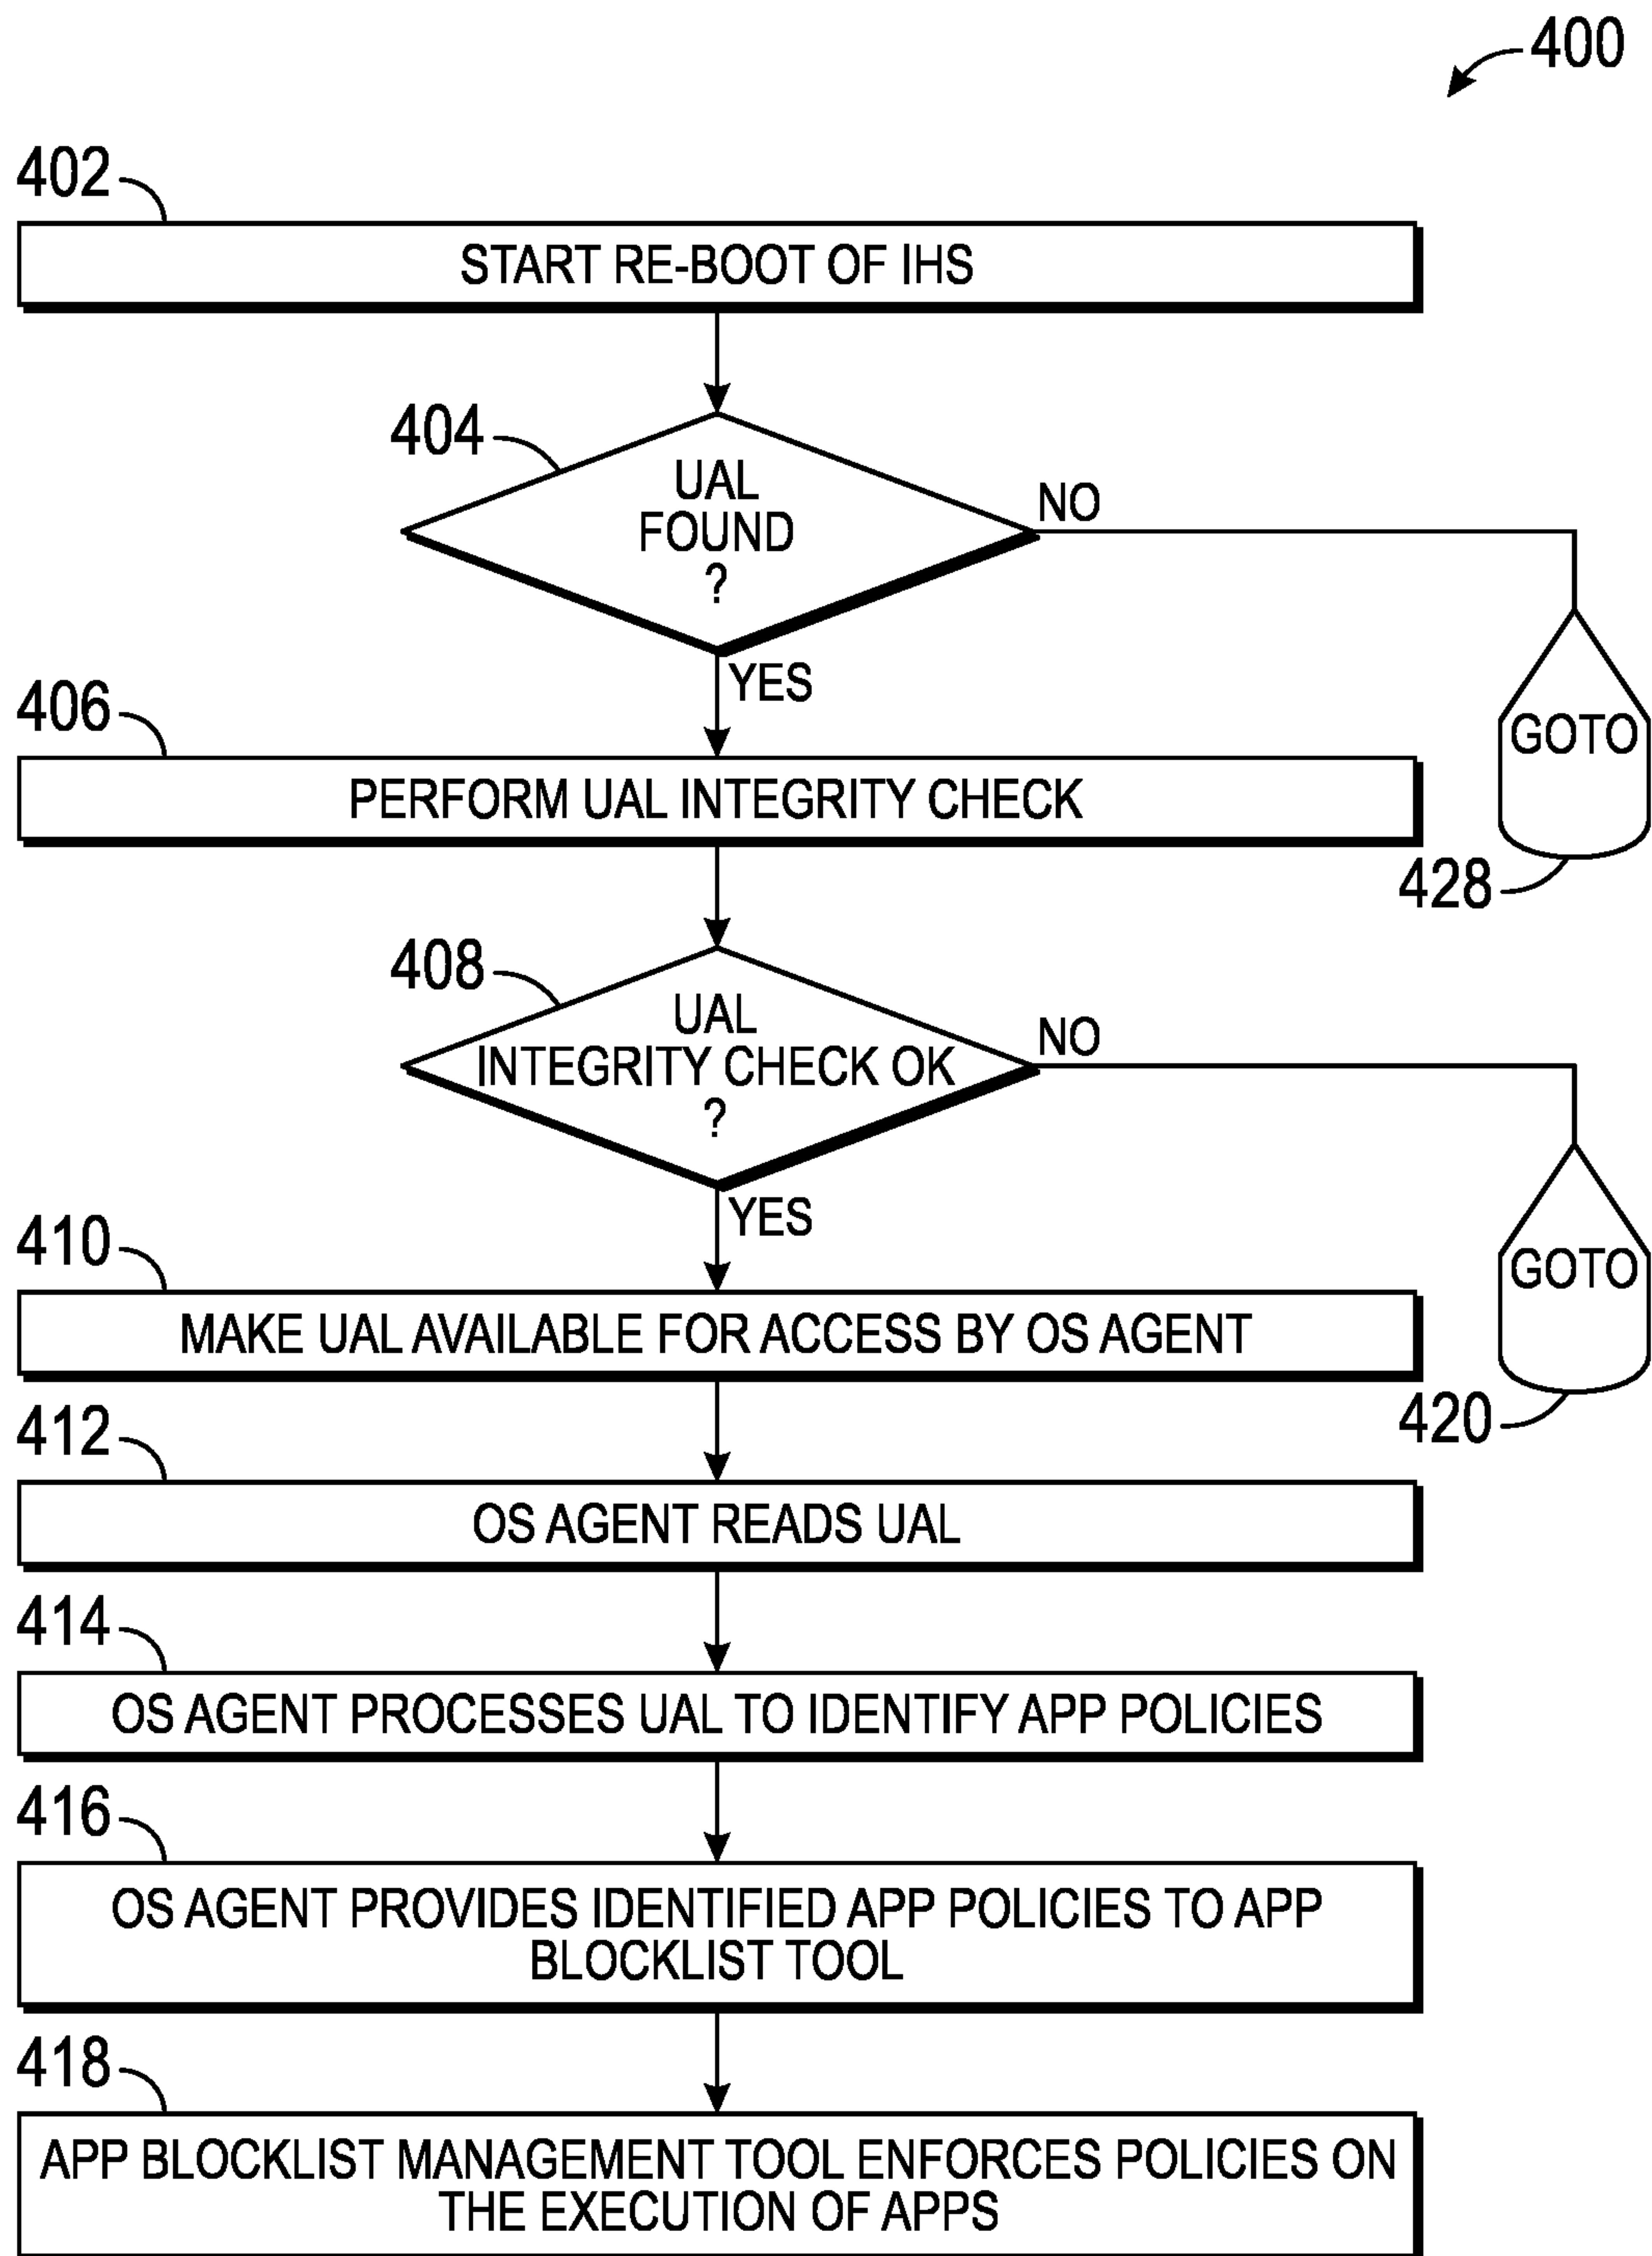 400
402
START RE-BOOT OF IHS
404
UAL
FOUND
?
NO
YES
GOTO
428
406
PERFORM UAL INTEGRITY CHECK
408
UAL
INTEGRITY CHECK OK
?
NO
YES
GOTO
420
410
MAKE UAL AVAILABLE FOR ACCESS BY OS AGENT
412
OS AGENT READS UAL
414
OS AGENT PROCESSES UAL TO IDENTIFY APP POLICIES
416
OS AGENT PROVIDES IDENTIFIED APP POLICIES TO APP
BLOCKLIST TOOL
418
APP BLOCKLIST MANAGEMENT TOOL ENFORCES POLICIES ON
THE EXECUTION OF APPS